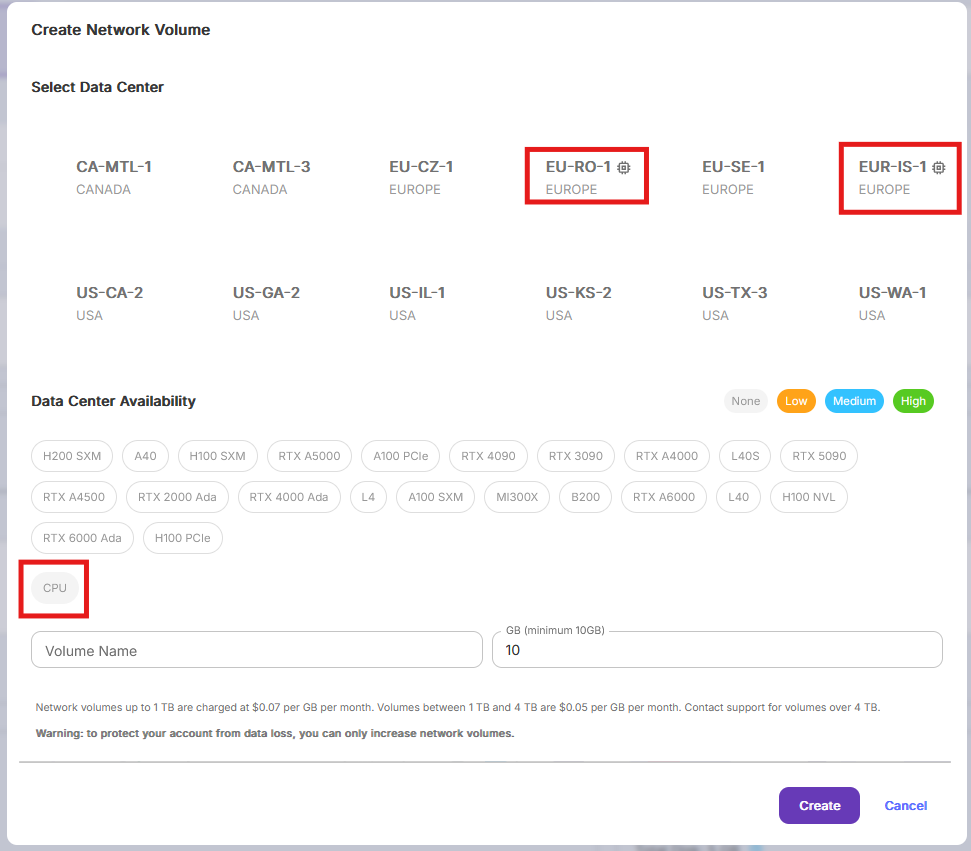 Create Network Volume
Select Data Center
CA-MTL-1 CA-MTL-3 EU-CZ-1 EU-RO-1 EU-SE-1 EUR-IS-1
CANADA CANADA EUROPE EUROPE EUROPE EUROPE
US-CA-2 US-GA-2 US-IL-1 US-KS-2 US-TX-3 US-WA-1
USA USA USA USA USA USA
Data Center Availability None Low Medium High
H200 SXM A40 H100 SXM RTX A5000 A100 PCIe RTX 4090 RTX 3090 RTX A4000 L40S RTX 5090
RTX A4500 RTX 2000 Ada RTX 4000 Ada L4 A100 SXM MI300X B200 RTX A6000 L40 H100 NVL
RTX 6000 Ada H100 PCIe
CPU
GB (minimum 10GB)
Volume Name 10
Network volumes up to 1 TB are charged at $0.07 per GB per month. Volumes between 1 TB and 4 TB are $0.05 per GB per month. Contact support for volumes over 4 TB.
Warning: to protect your account from data loss, you can only increase network volumes.
Create Cancel